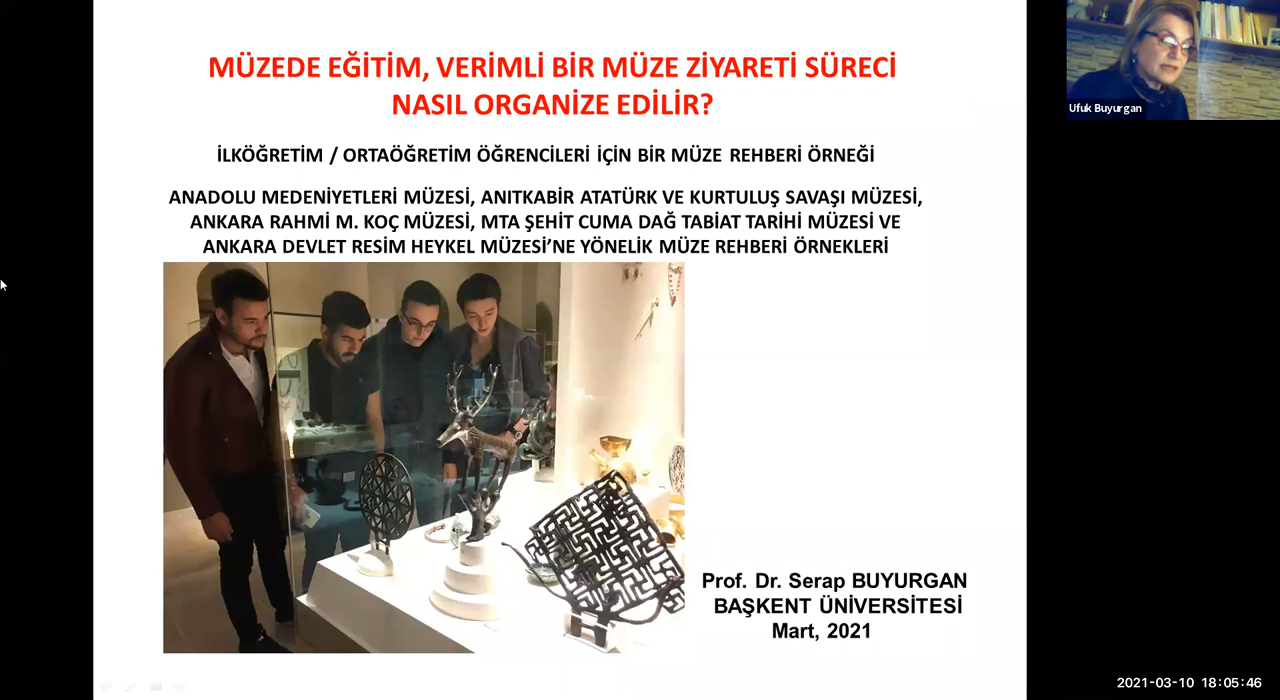 MÜZEDE EĞİTİM, VERİMLİ BİR MÜZE ZİYARETİ SÜRECİ
NASIL ORGANİZE EDİLİR?
İLKÖĞRETİM / ORTAÖĞRETİM ÖĞRENCİLERİ İÇİN BİR MÜZE REHBERİ ÖRNEĞİ
ANADOLU MEDENİYETLERİ MÜZESİ, ANITKABİR ATATÜRK VE KURTULUŞ SAVAŞI MÜZESİ,
ANKARA RAHMİ M. KOÇ MÜZESİ, MTA ŞEHİT CUMA DAĞ TABİAT TARİHİ MÜZESİ VE
ANKARA DEVLET RESİM HEYKEL MÜZESİ’NE YÖNELİK MÜZE REHBERİ ÖRNEKLERİ
Prof. Dr. Serap BUYURGAN
BAŞKENT ÜNİVERSİTESİ
Mart, 2021
Ufuk Buyurgan
2021-03-10 18:05:46